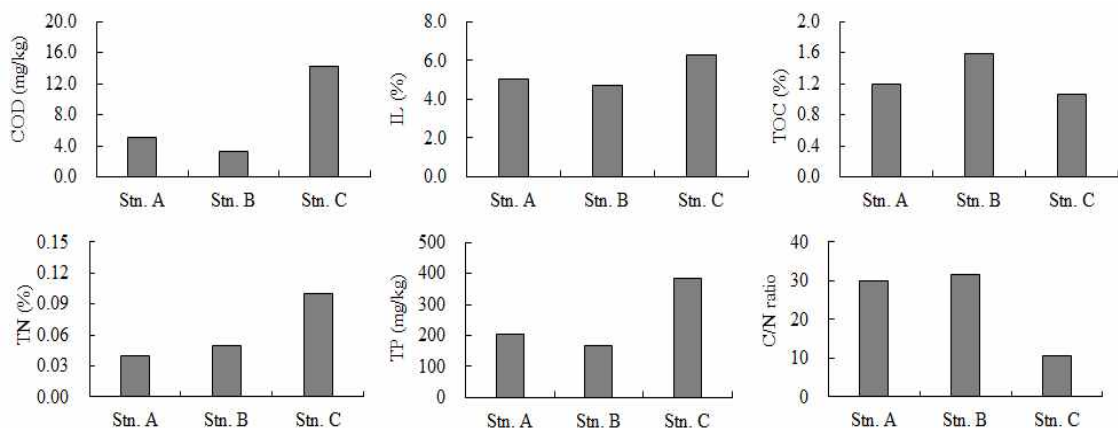 COD (mg/kg)
20.0
16.0
12.0
8.0
4.0
0.0
Stn. A Stn. B Stn. C
IL (%)
8.0
6.0
4.0
2.0
0.0
Stn. A Stn. B Stn. C
TOC (%)
2.0
1.6
1.2
0.8
0.4
0.0
Stn. A Stn. B Stn. C
TN (%)
0.15
0.12
0.09
0.06
0.03
0.00
Stn. A Stn. B Stn. C
TP (mg/kg)
500
400
300
200
100
0
Stn. A Stn. B Stn. C
C/N ratio
40
30
20
10
0
Stn. A Stn. B Stn. C